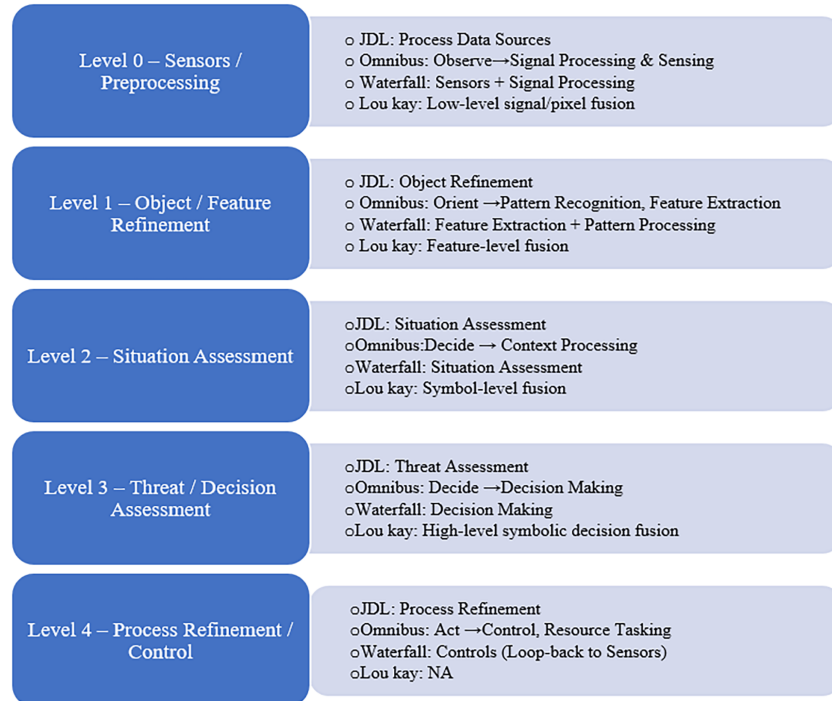 Level 0 – Sensors /
Preprocessing
o JDL: Process Data Sources
o Omnibus: Observe→Signal Processing & Sensing
o Waterfall: Sensors + Signal Processing
o Lou kay: Low-level signal/pixel fusion
Level 1 – Object / Feature
Refinement
o JDL: Object Refinement
o Omnibus: Orient →Pattern Recognition, Feature Extraction
o Waterfall: Feature Extraction + Pattern Processing
o Lou kay: Feature-level fusion
Level 2 – Situation Assessment
oJDL: Situation Assessment
oOmnibus:Decide → Context Processing
oWaterfall: Situation Assessment
oLou kay: Symbol-level fusion
Level 3 – Threat / Decision
Assessment
oJDL: Threat Assessment
oOmnibus: Decide →Decision Making
oWaterfall: Decision Making
oLou kay: High-level symbolic decision fusion
Level 4 – Process Refinement /
Control
oJDL: Process Refinement
oOmnibus: Act →Control, Resource Tasking
oWaterfall: Controls (Loop-back to Sensors)
oLou kay: NA